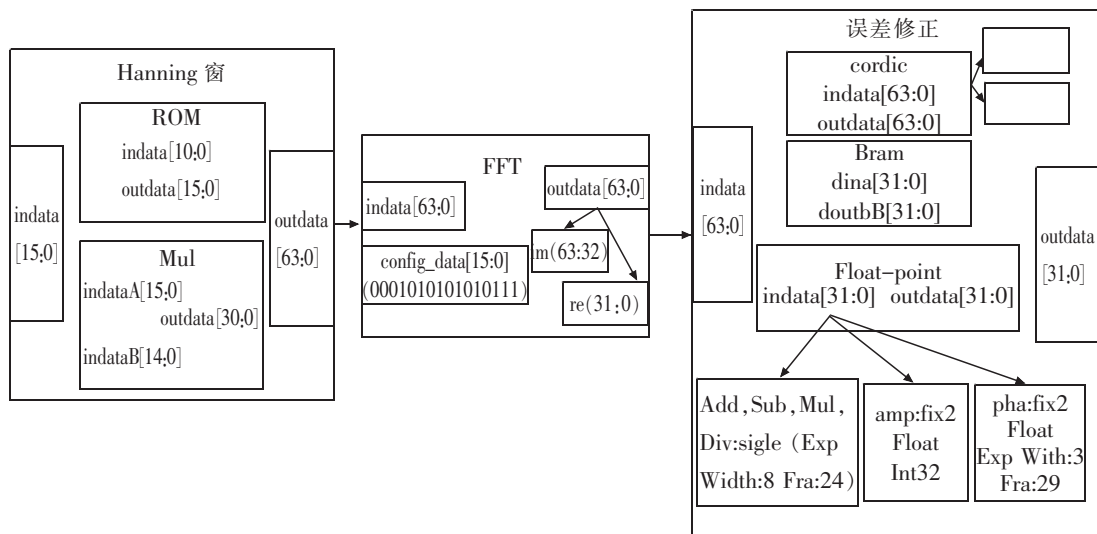 Hanning 窗
indata
[15:0]
ROM
indata[10:0]
outdata[15:0]
Mul
indataA[15:0]
outdata[30:0]
indataB[14:0]
outdata
[63:0]
FFT
indata[63:0]
config_data[15:0]
(0001010101010111)
outdata[63:0]
im(63:32)
re(31:0)
误差修正
indata
[63:0]
cordic
indata[63:0]
outdata[63:0]
Bram
dina[31:0]
doutbB[31:0]
Float-point
indata[31:0] outdata[31:0]
outdata
[31:0]
Add,Sub,Mul,
Div:sigle (Exp
Width:8 Fra:24)
amp:fix2
Float
Int32
pha:fix2
Float
Exp With:3
Fra:29